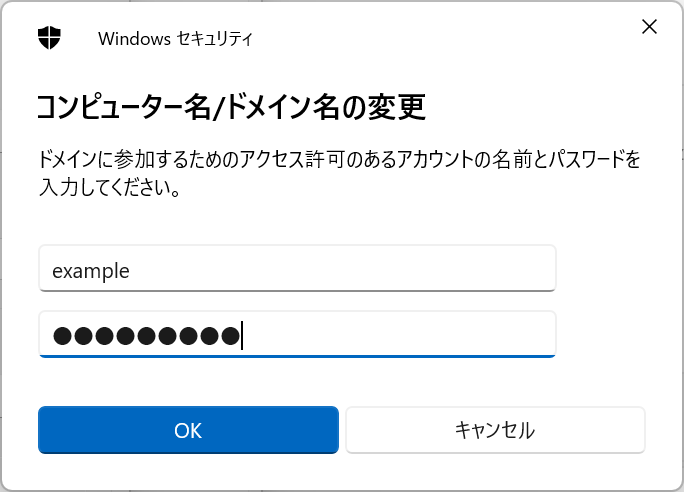 Windows セキュリティ
コンピューター名/ドメイン名の変更
ドメインに参加するためのアクセス許可のあるアカウントの名前とパスワードを
入力してください。
example
●●●●●●●●●
OK
キャンセル